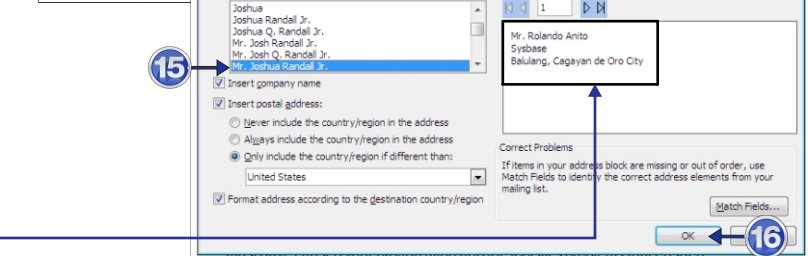 Joshua
Joshua Randall Jr.
Joshua Q. Randall Jr.
Mr. Josh Randall Jr.
Mr. Josh Q. Randall Jr.
Mr. Joshua Randall Jr.
15
Insert company name
Insert postal address:
Never include the country/region in the address
Always include the country/region in the address
Only include the country/region if different than:
United States
Format address according to the destination country/region
1
Mr. Rolando Anito
Sysbase
Balulang, Cagayan de Oro City
Correct Problems
If items in your address block are missing or out of order, use
Match Fields to identify the correct address elements from your
mailing list.
Match Fields...
OK
16